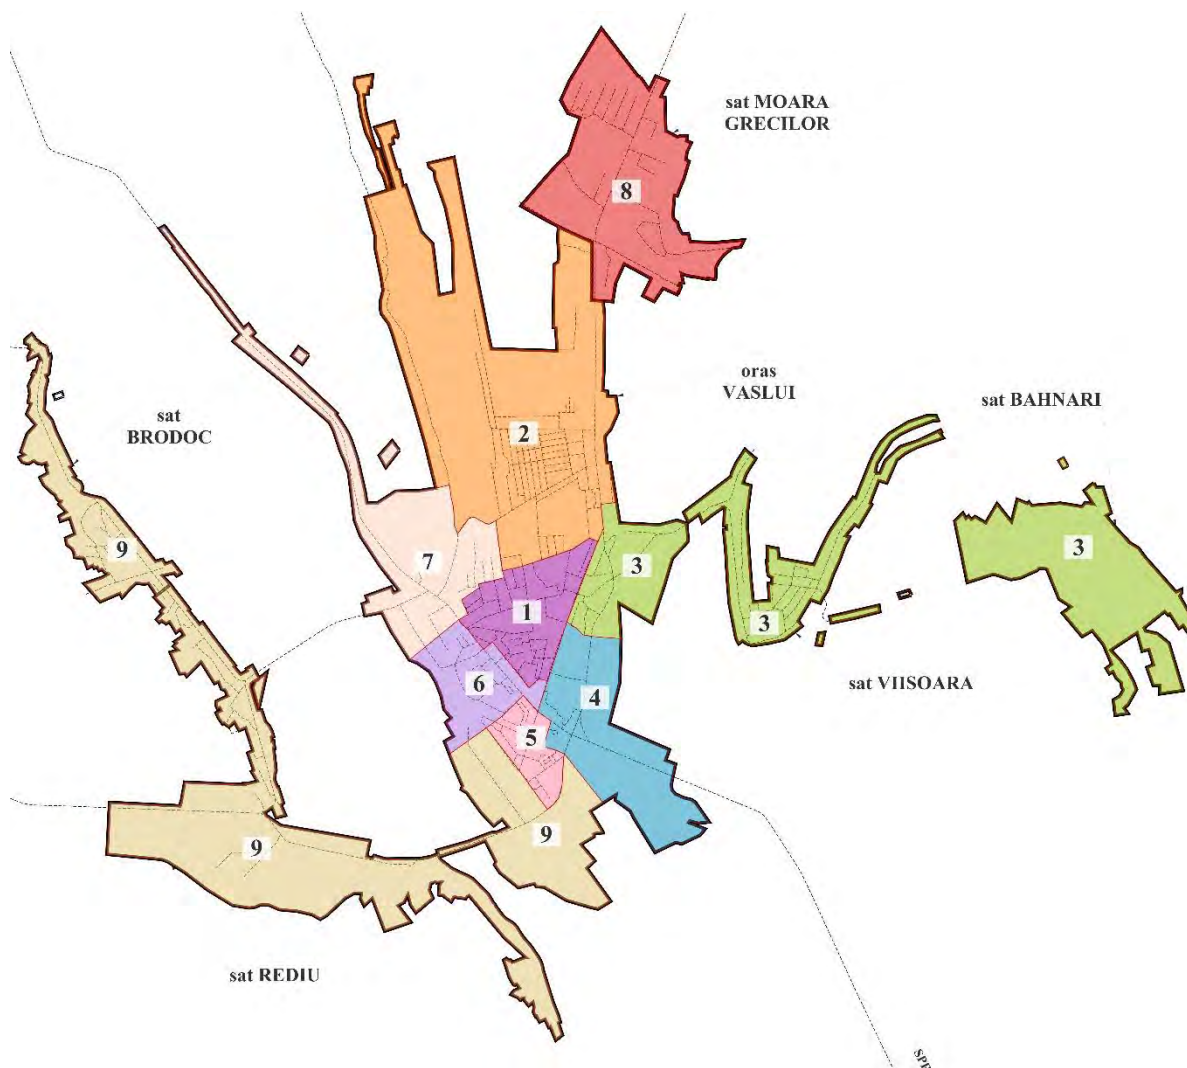 sat MOARA
GRECILOR
8
oras
VASLUI
sat BAHNARI
sat
BRODOC
2
9
7
3
3
1
3
6
sat VIISOARA
4
5
9
9
sat REDIU